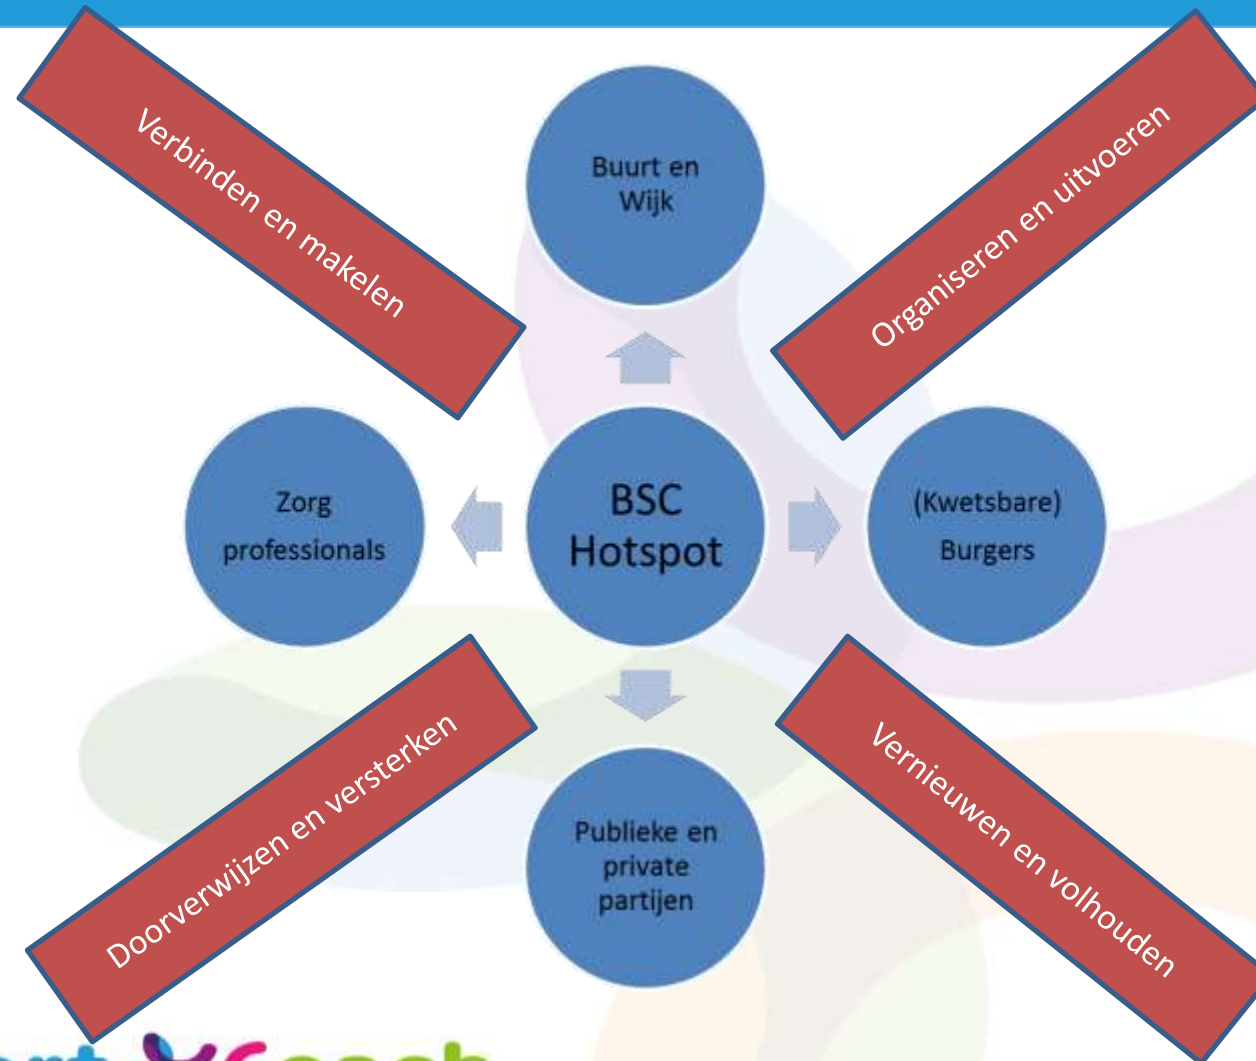 Verbinden en makelen
Organiseren en uitvoeren
Buurt en
Wijk
Zorg
professionals
BSC
Hotspot
(Kwetsbare)
Burgers
Doorverwijzen en versterken
Vernieuwen en volhouden
Publieke en
private
partijen